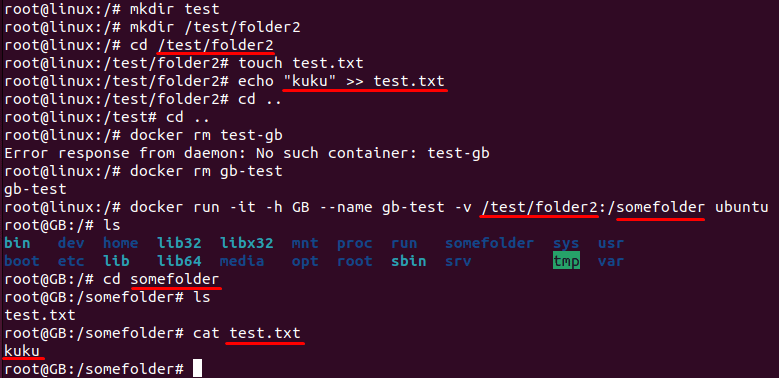 root@linux:/# mkdir test
root@linux:/# mkdir /test/folder2
root@linux:/# cd /test/folder2
root@linux:/test/folder2# touch test.txt
root@linux:/test/folder2# echo "kuku" >> test.txt
root@linux:/test/folder2# cd ..
root@linux:/test# cd ..
root@linux:/# docker rm test-gb
Error response from daemon: No such container: test-gb
root@linux:/# docker rm gb-test
gb-test
root@linux:/# docker run -it -h GB --name gb-test -v /test/folder2:/somefolder ubuntu
root@GB:/# ls
bin dev home lib32 libx32 mnt proc run somefolder sys usr
boot etc lib lib64 media opt root sbin srv tmp var
root@GB:/# cd somefolder
root@GB:/somefolder# ls
test.txt
root@GB:/somefolder# cat test.txt
kuku
root@GB:/somefolder#